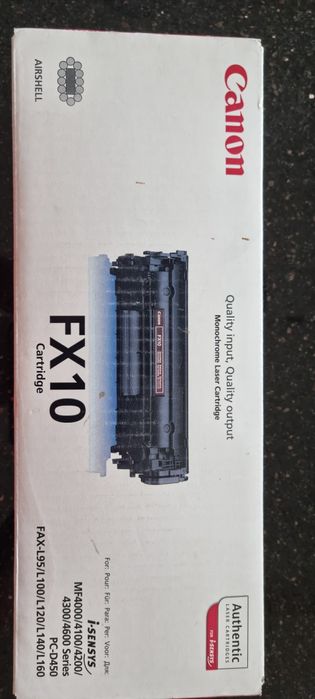 Canon
AIRSHELL
Quality input, Quality output
Monochrome Laser Cartridge
Canon
FX10
FX10
Cartridge
Authentic
LASER CARTRIDGES
FOR i-SENSYS
For: Pour: Für: Para: Per: Voor: Для:
i-SENSYS
MF4000/4100/4200/
4300/4600 Series
PC-D450
FAX-L95/L100/L120/L140/L160